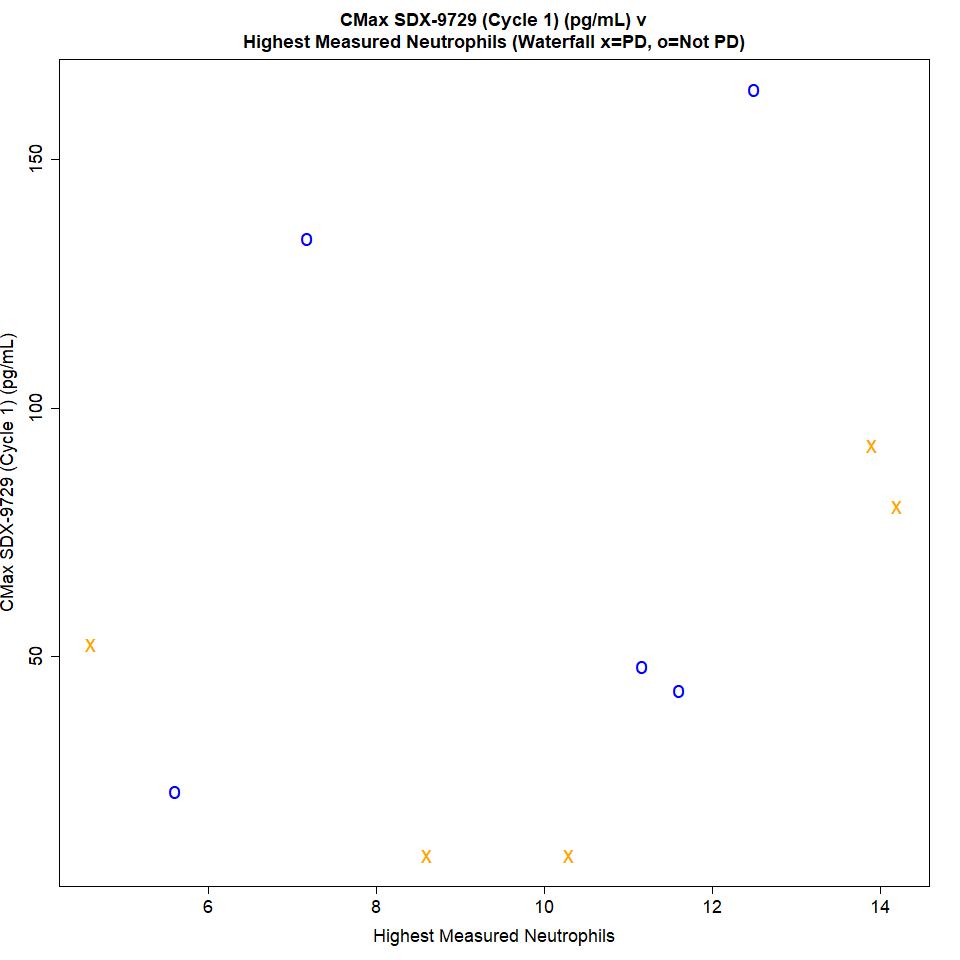 CMax SDX-9729 (Cycle 1) (pg/mL) v
Highest Measured Neutrophils (Waterfall x=PD, o=Not PD)
CMax SDX-9729 (Cycle 1) (pg/mL)
150
100
50
O
O
X
X
X
O
O
O
X
X
6 8 10 12 14
Highest Measured Neutrophils